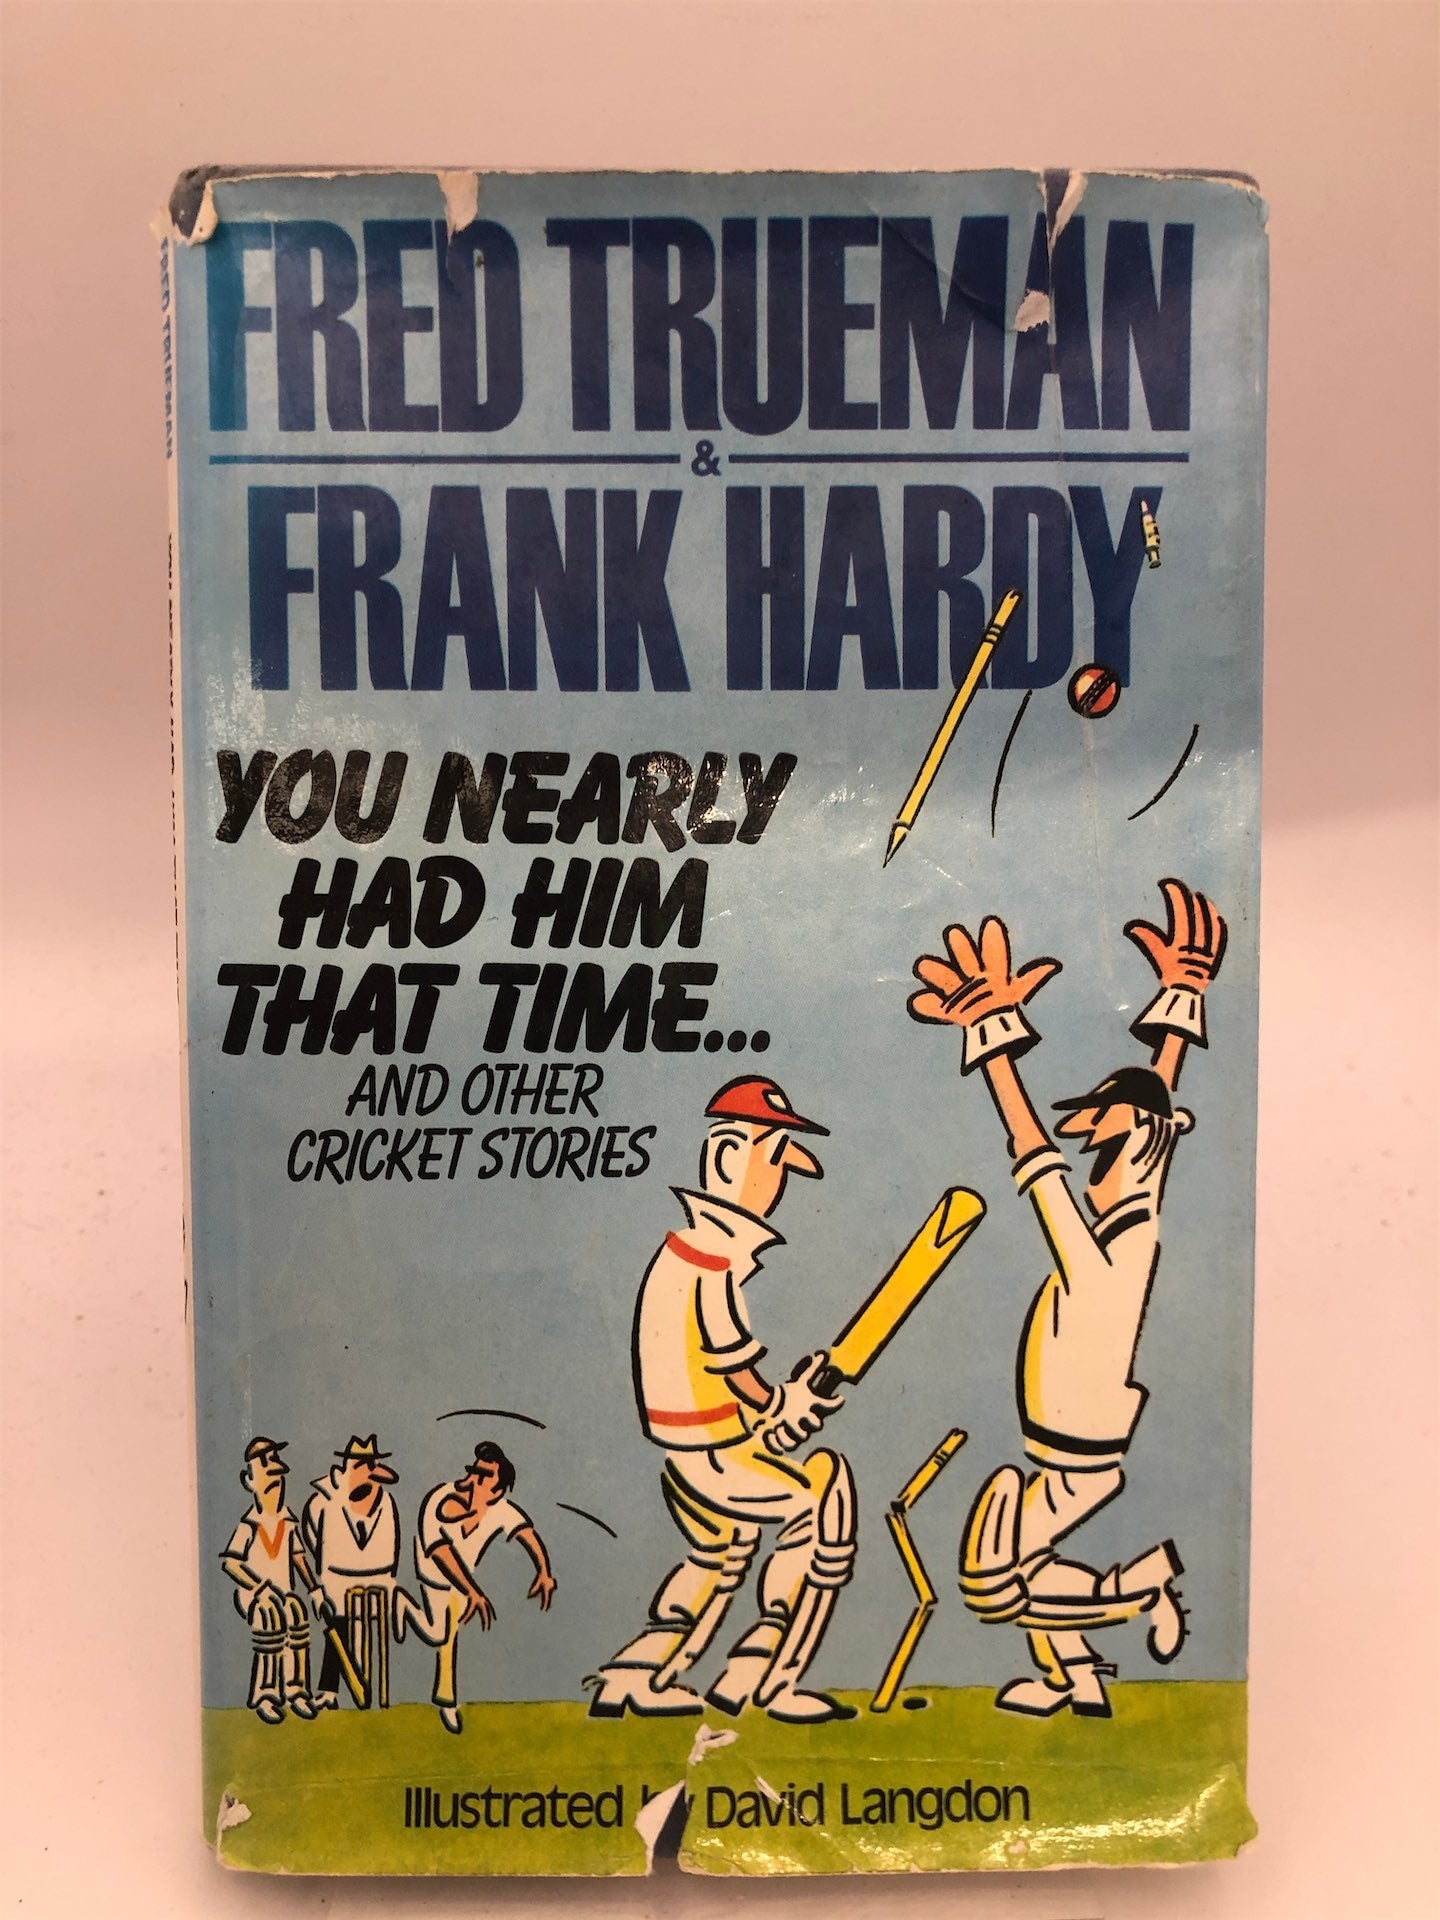 FRED TRUEMAN
&
FRANK HARDY
YOU NEARLY
HAD HIM
THAT TIME...
AND OTHER
CRICKET STORIES
Illustrated by David Langdon
FRED TRUEMAN